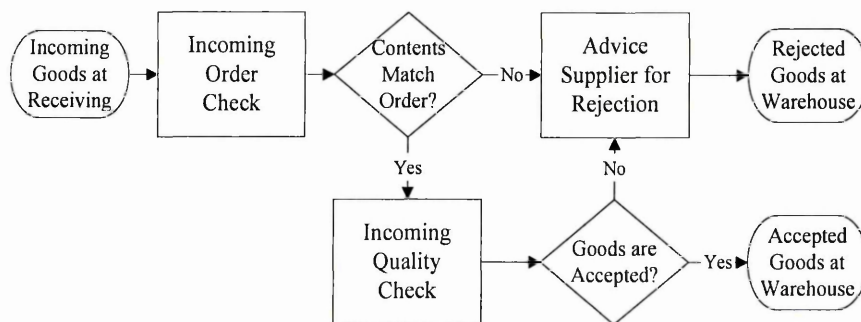 Incoming
Goods at
Receiving
Incoming
Order
Check
Contents
Match
Order?
No
Advice
Supplier for
Rejection
Rejected
Goods at
Warehouse
Yes
No
Incoming
Quality
Check
Goods are
Accepted?
Yes
Accepted
Goods at
Warehouse